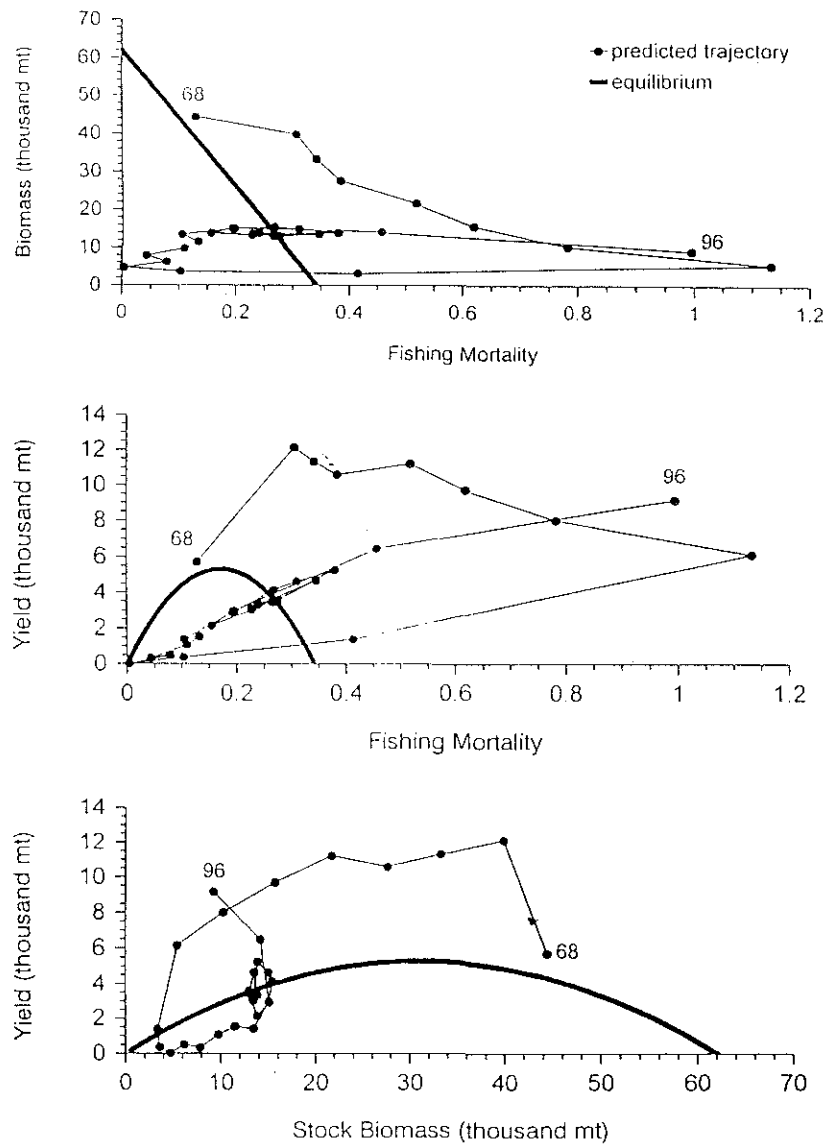 70
60
50
40
30
20
10
0
Biomass (thousand mt)
68
predicted trajectory
equilibrium
96
0 0.2 0.4 0.6 0.8 1 1.2
Fishing Mortality
14
12
10
8
6
4
2
0
Yield (thousand mt)
68
96
0 0.2 0.4 0.6 0.8 1 1.2
Fishing Mortality
14
12
10
8
6
4
2
0
Yield (thousand mt)
96
68
0 10 20 30 40 50 60 70
Stock Biomass (thousand mt)